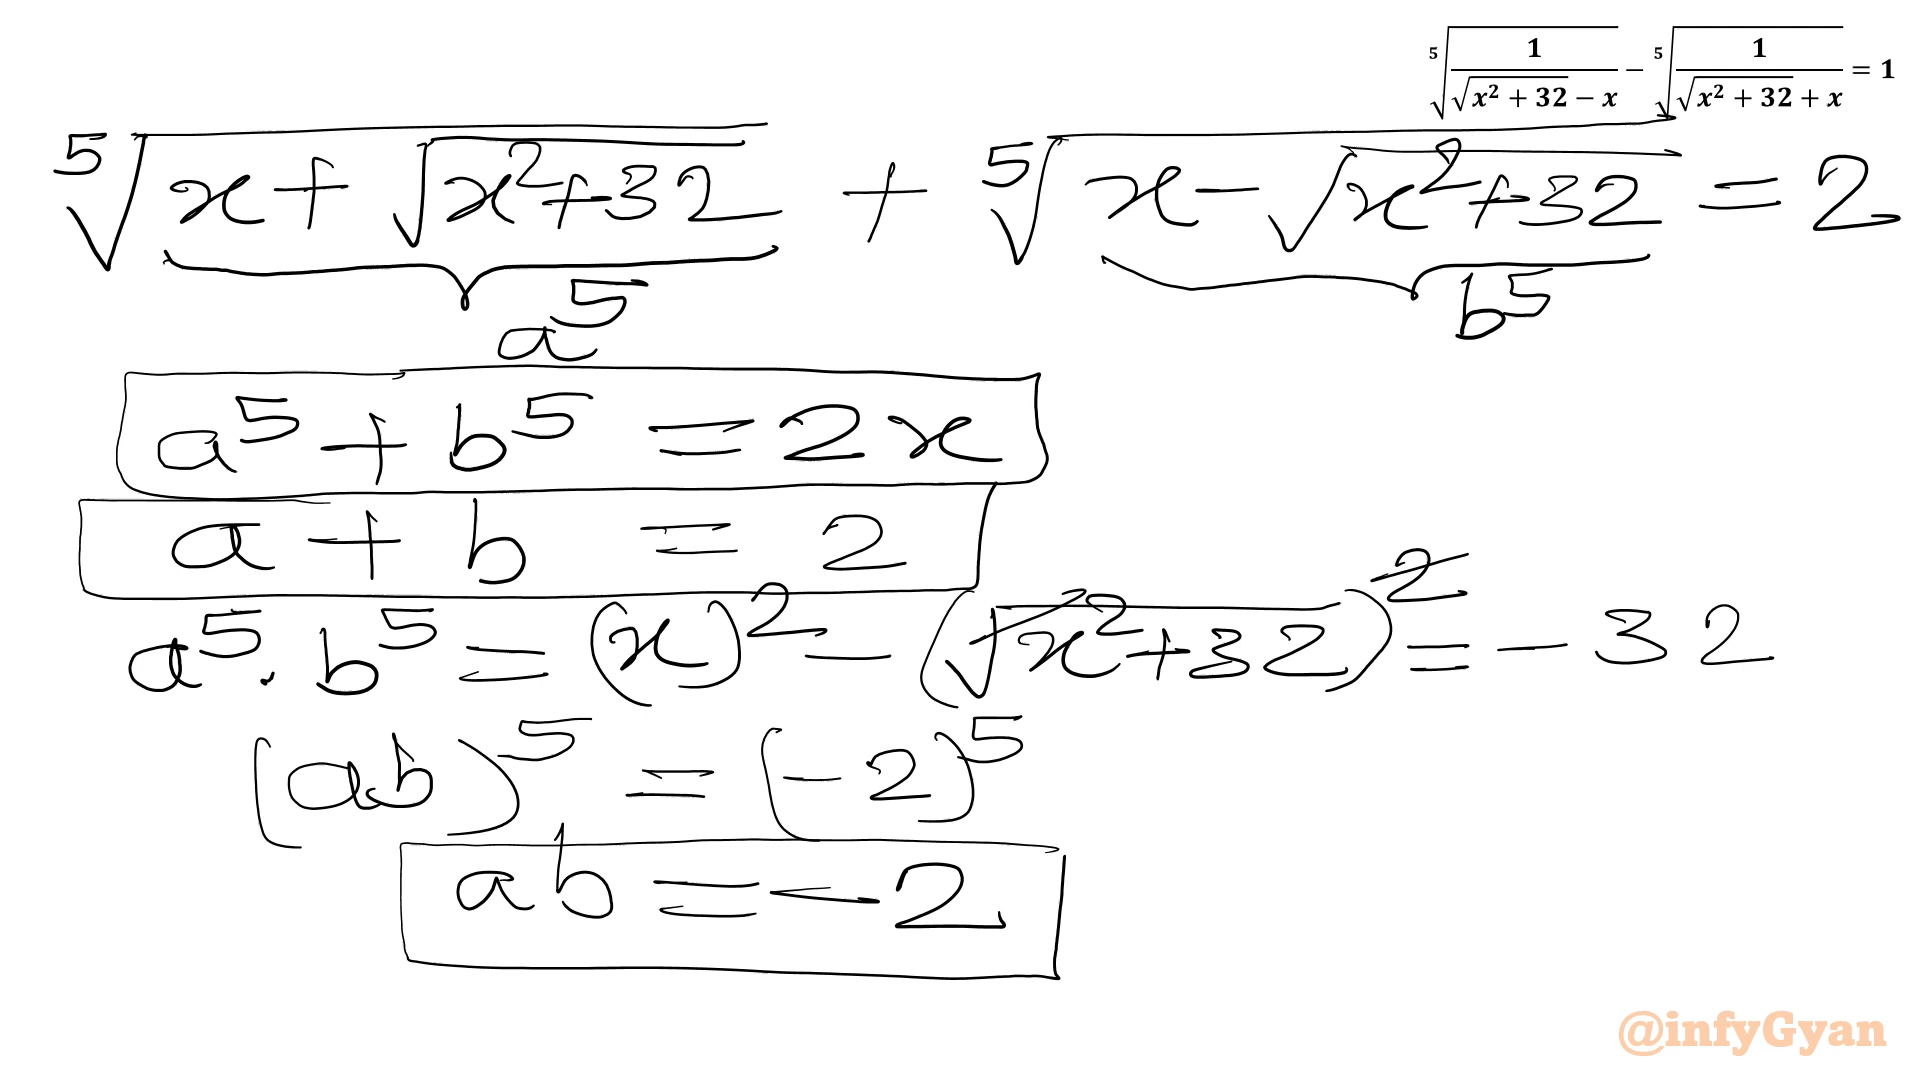 ⁵√(1/(√(x² + 32) − x)) − ⁵√(1/(√(x² + 32) + x)) = 1
⁵√(x + √(x²+32)) + ⁵√(x − √(x²+32)) = 2
a⁵ b⁵
a⁵ + b⁵ = 2x
a + b = 2
a⁵ · b⁵ = (x)² − (√(x²+32))² = − 32
(ab)⁵ = (−2)⁵
ab = −2
@infyGyan